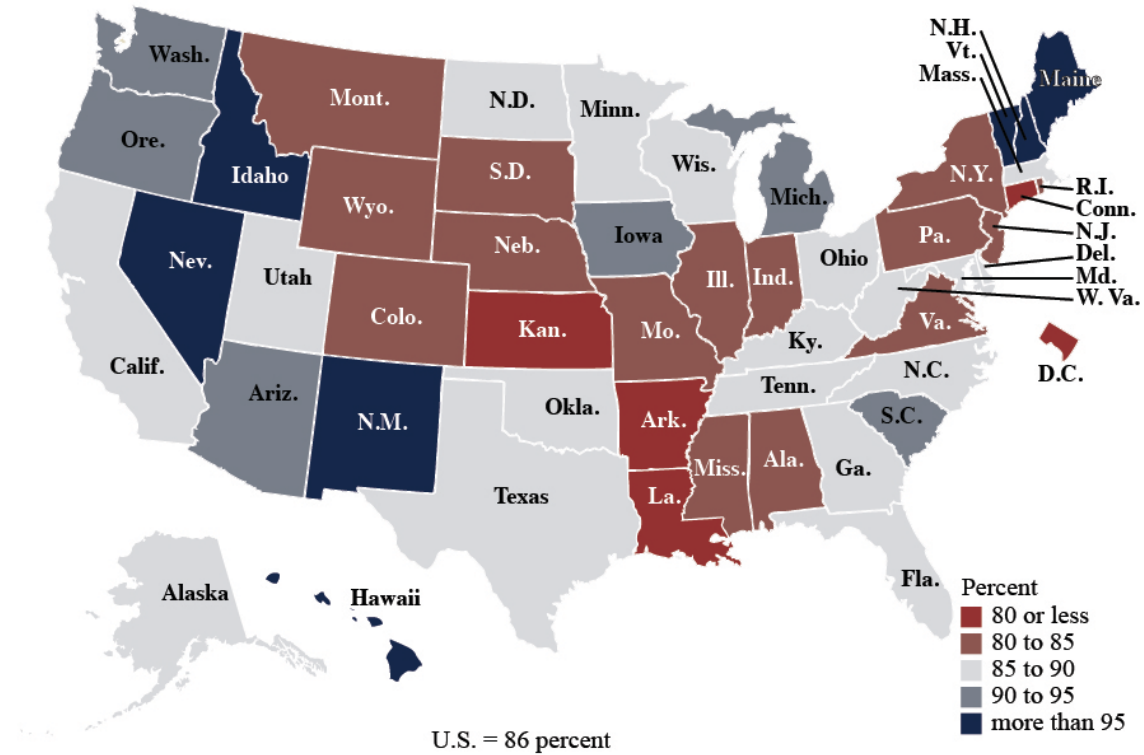 N.H.
Vt.
Mass.
Maine
Wash.
Mont.
N.D.
Minn.
Ore.
Idaho
S.D.
Wis.
Mich.
N.Y.
R.I.
Conn.
N.J.
Del.
Md.
W. Va.
Wyo.
Neb.
Iowa
Pa.
Nev.
Utah
Colo.
Kan.
Mo.
Ill.
Ind.
Ohio
Ky.
Va.
D.C.
Calif.
Ariz.
N.M.
Okla.
Ark.
Tenn.
N.C.
S.C.
Texas
La.
Miss.
Ala.
Ga.
Fla.
Alaska
Hawaii
Percent
80 or less
80 to 85
85 to 90
90 to 95
more than 95
U.S. = 86 percent